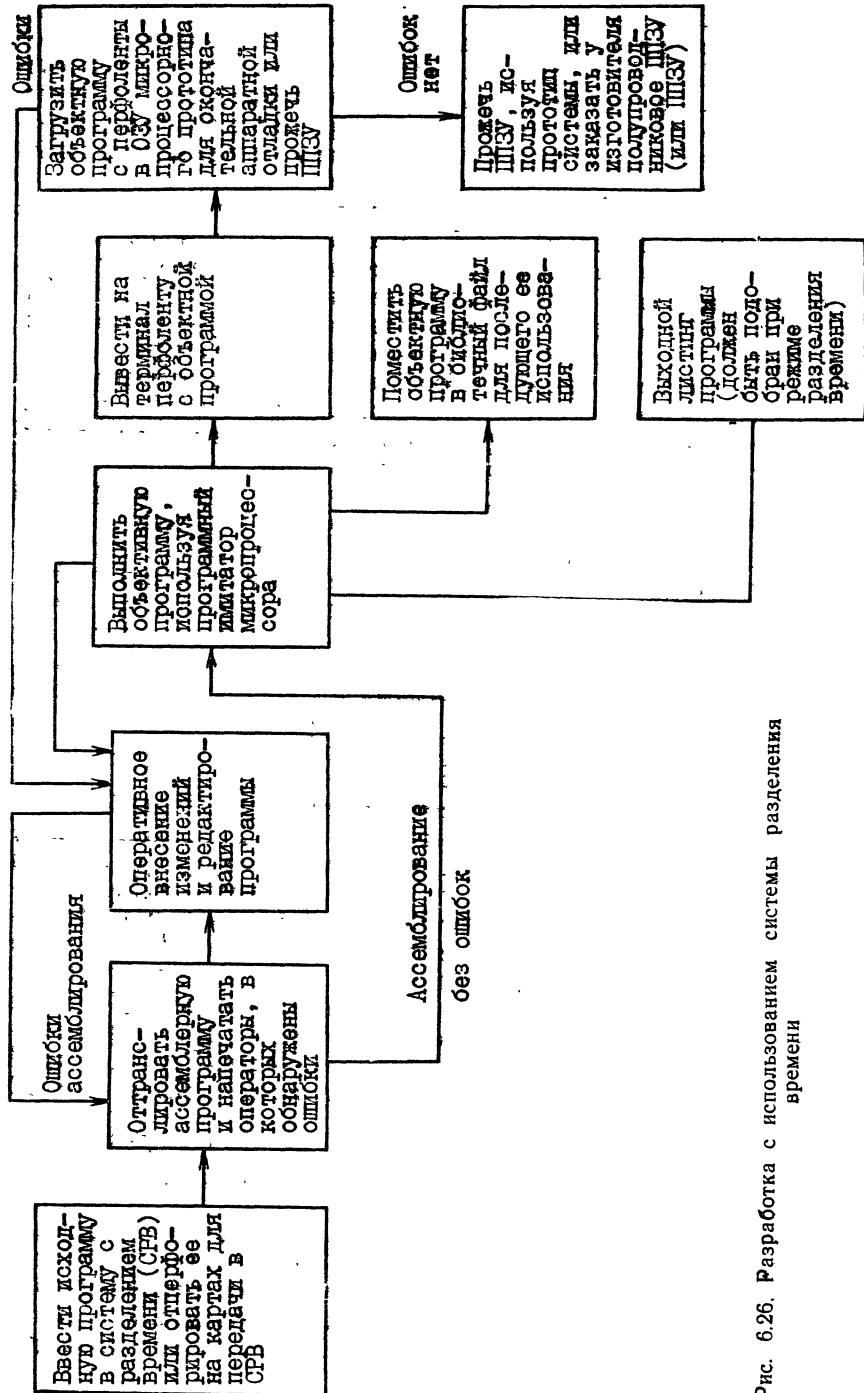 Ввести исход-
ную программу
в систему с
разделением
времени (СРВ)
или отперфо-
рировать ее
на картах для
передачи в
СРВ
Ошибки
ассемблирования
Оттранс-
лировать
ассемблерную
программу
и напечатать
операторы, в
которых
обнаружены
ошибки
Оперативное
внесение
изменений
и редактиро-
вание
программы
Ассемблирование
без ошибок
Выполнить
объективную
программу,
используя
программный
имитатор
микропроцес-
сора
Вывести на
терминал
перфоленту
с объектной
программой
Поместить
объектную
программу
в библио-
течный файл
для после-
дующего ее
использова-
ния
Выходной
листинг
программы
(должен
быть подо-
бран при
режиме
разделения
времени)
Ошибки
Загрузить
объектную
программу
с перфоленты
в ОЗУ микро-
процессорно-
го прототипа
для оконча-
тельной
аппаратной
отладки или
прожечь
ППЗУ
Ошибок
нет
Прожечь
ППЗУ, ис-
пользуя
прототип
системы, или
заказать у
изготовителя
полупровод-
никовое ППЗУ
(или ППЗУ)
Рис. 6.26. Разработка с использованием системы разделения
времени